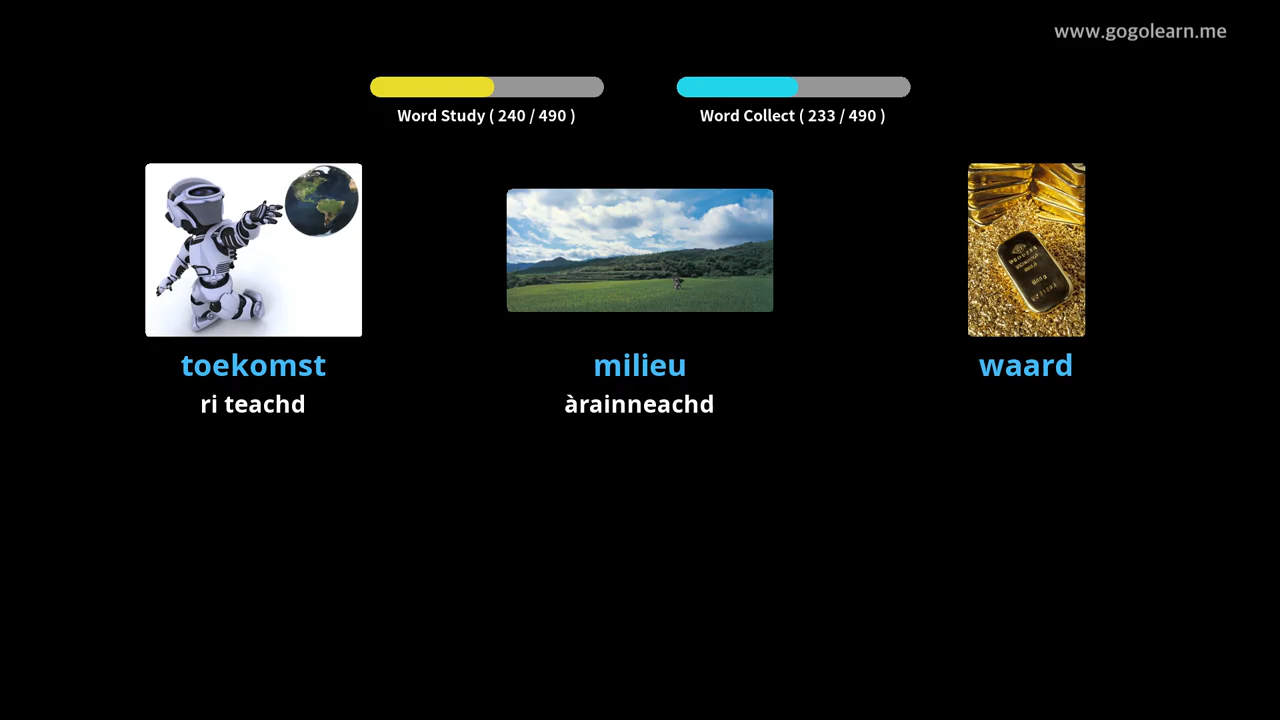 www.gogolearn.me
Word Study ( 240 / 490 )
Word Collect ( 233 / 490 )
toekomst
milieu
waard
ri teachd
àrainneachd